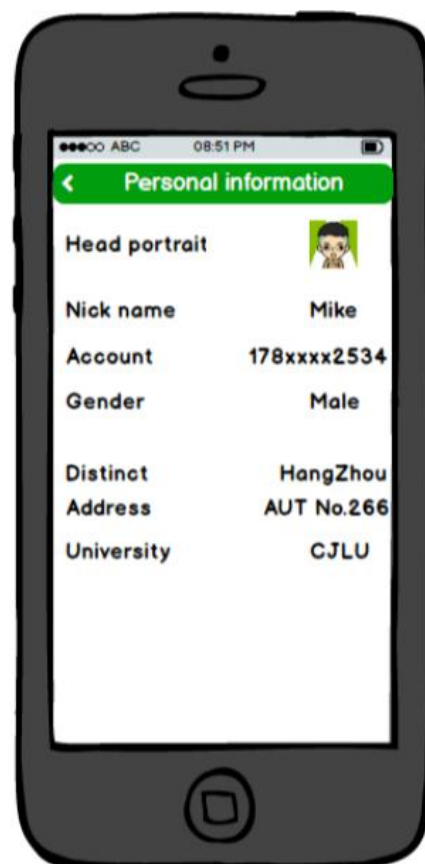 ABC 08:51 PM
Personal information
Head portrait
Nick name Mike
Account 178xxxx2534
Gender Male
Distinct HangZhou
Address AUT No.266
University CJLU